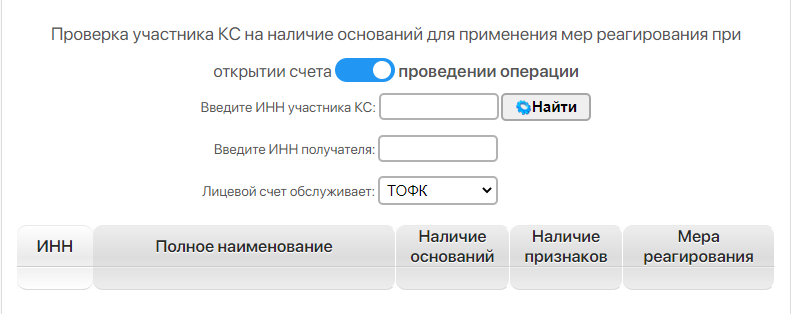 Проверка участника КС на наличие оснований для применения мер реагирования при
открытии счета проведении операции
Введите ИНН участника КС: Найти
Введите ИНН получателя:
Лицевой счет обслуживает: ТОФК
ИНН Полное наименование Наличие оснований Наличие признаков Мера реагирования